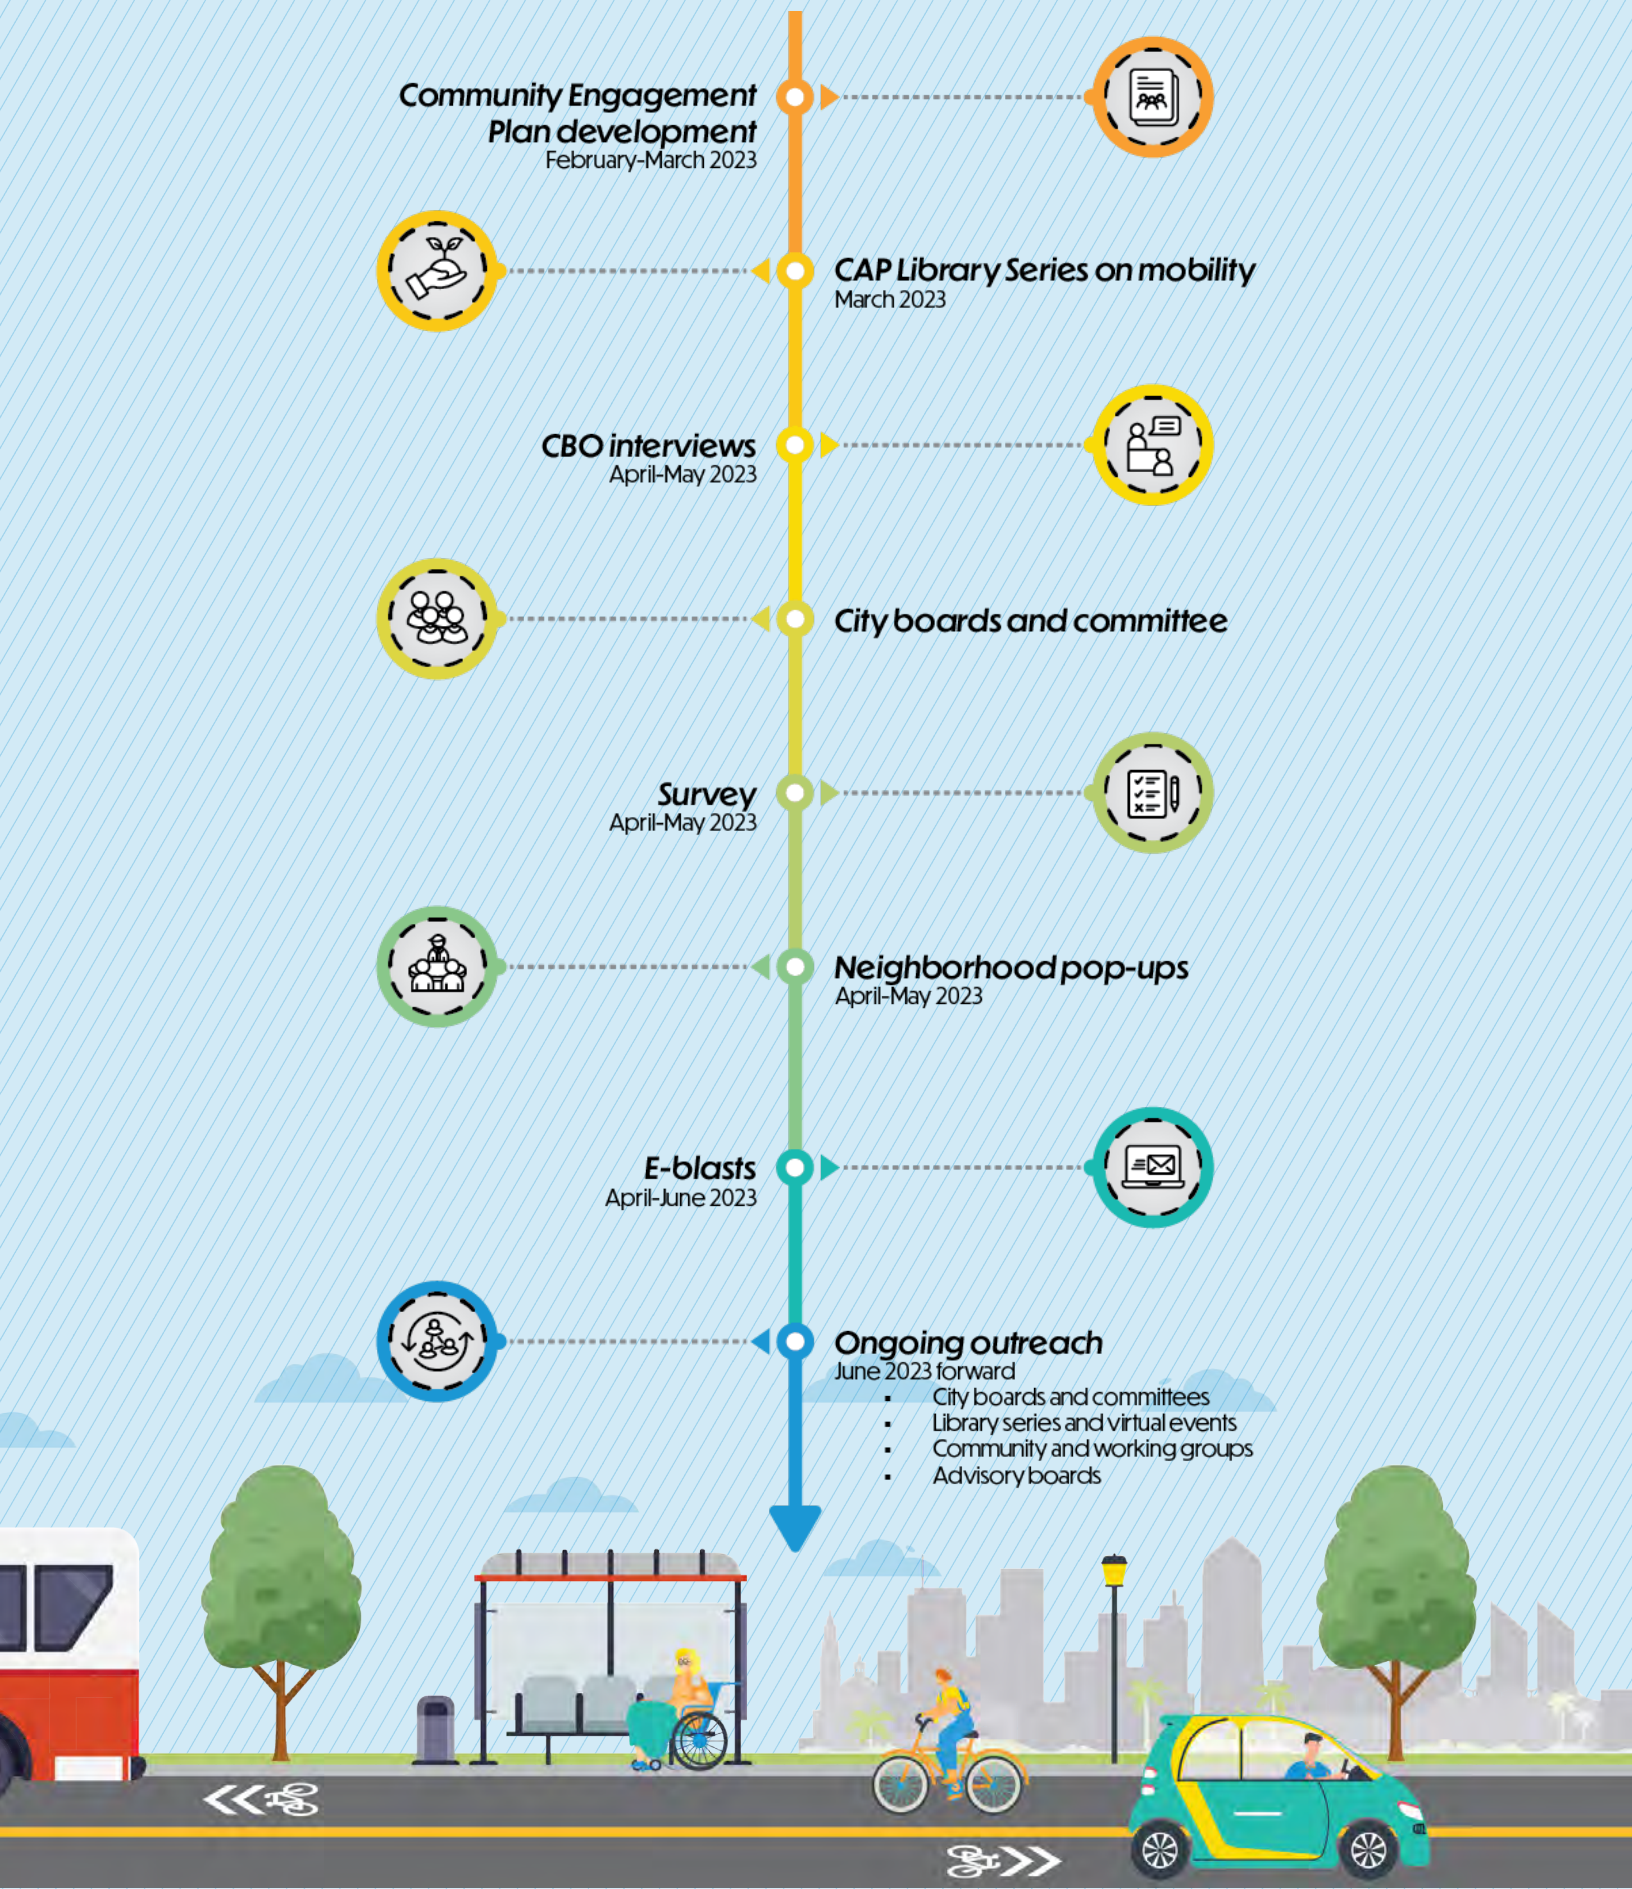 Community Engagement
Plan development
February-March 2023
CAP Library Series on mobility
March 2023
CBO interviews
April-May 2023
City boards and committee
Survey
April-May 2023
Neighborhood pop-ups
April-May 2023
E-blasts
April-June 2023
Ongoing outreach
June 2023 forward
▪ City boards and committees
▪ Library series and virtual events
▪ Community and working groups
▪ Advisory boards